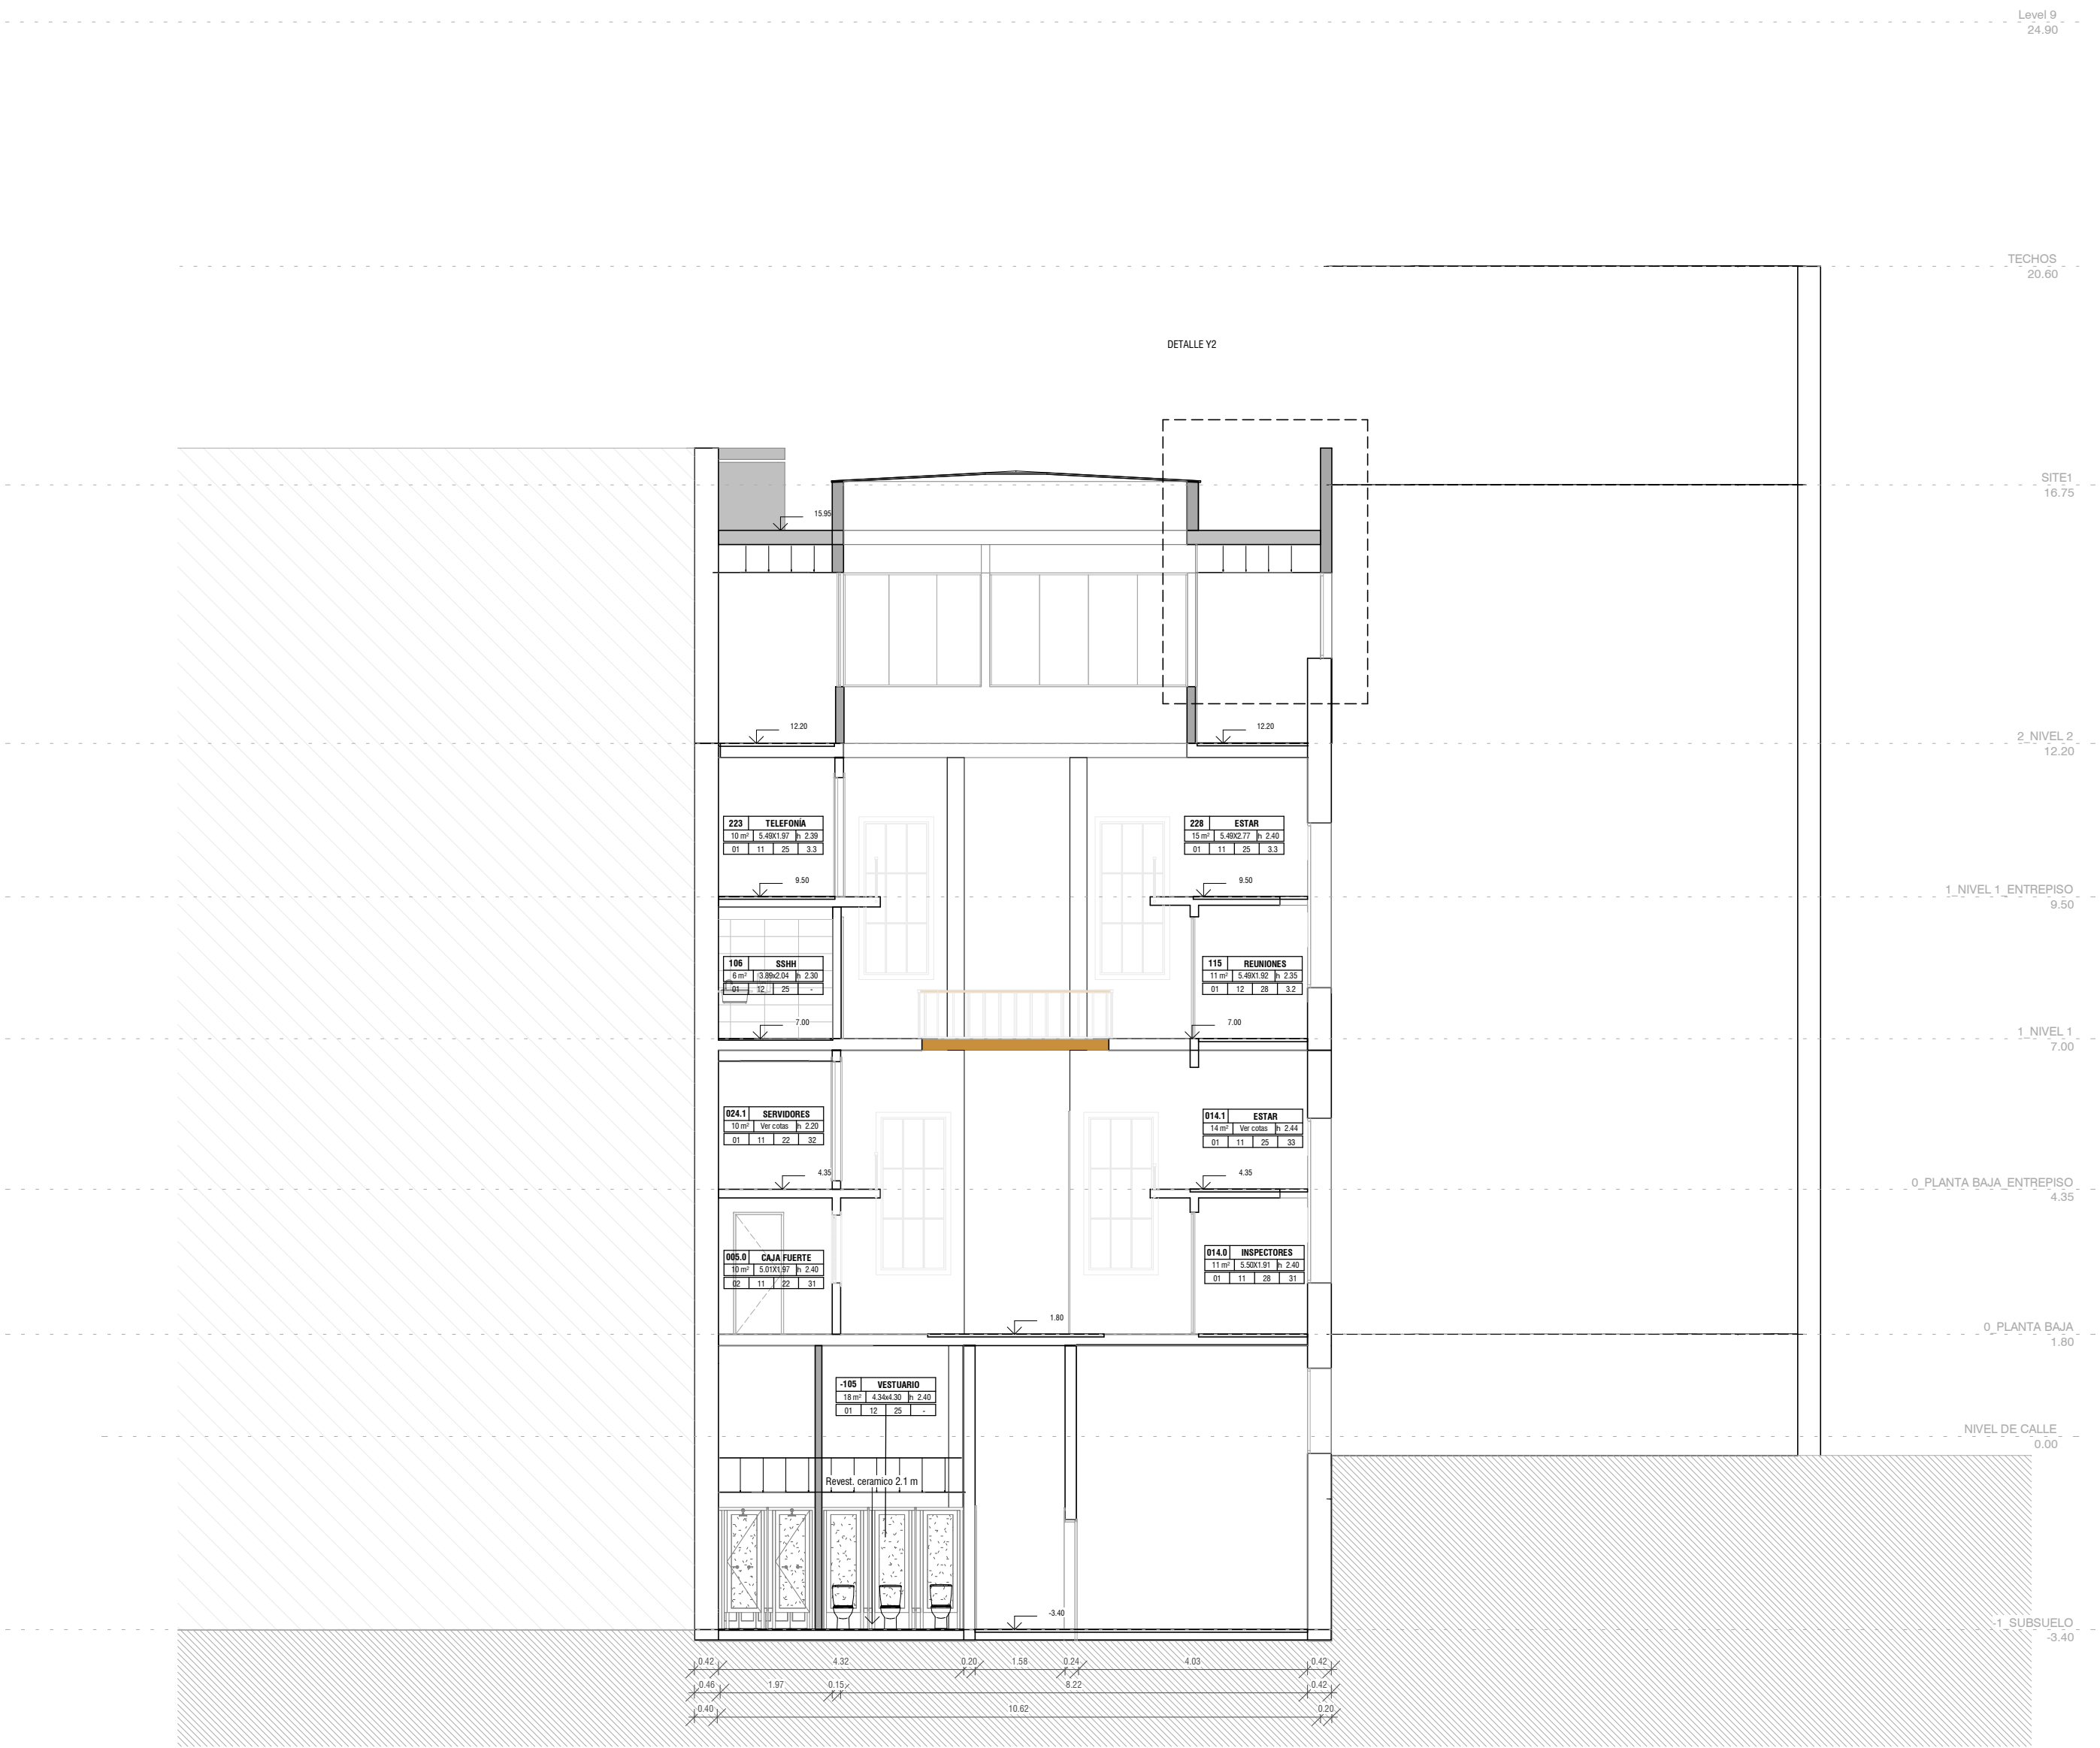 Level 9
24.90
TECHOS
20.60
DETALLE Y2
SITE1
16.75
15.95
12.20
12.20
2_NIVEL 2
12.20
223 TELEFONÍA
10 m² 5.49X1.97 h 2.39
01 11 25 3.3
228 ESTAR
15 m² 5.49X2.77 h 2.40
01 11 25 3.3
9.50
9.50
1_NIVEL 1_ENTREPISO
9.50
106 SSHH
6 m² 3.89x2.04 h 2.30
01 12 25 -
115 REUNIONES
11 m² 5.49X1.92 h 2.35
01 12 28 3.2
7.00
7.00
1_NIVEL 1
7.00
024.1 SERVIDORES
10 m² Ver cotas h 2.20
01 11 22 32
014.1 ESTAR
14 m² Ver cotas h 2.44
01 11 25 33
4.35
4.35
0_PLANTA BAJA_ENTREPISO
4.35
005.0 CAJA FUERTE
10 m² 5.01X1.97 h 2.40
02 11 22 31
014.0 INSPECTORES
11 m² 5.50X1.91 h 2.40
01 11 28 31
1.80
0_PLANTA BAJA
1.80
-105 VESTUARIO
18 m² 4.34x4.30 h 2.40
01 12 25 -
NIVEL DE CALLE
0.00
Revest. ceramico 2.1 m
-3.40
-1_SUBSUELO
-3.40
0.42 4.32 0.20 1.58 0.24 4.03 0.42
0.46 1.97 0.15 8.22 0.42
0.40 10.62 0.20